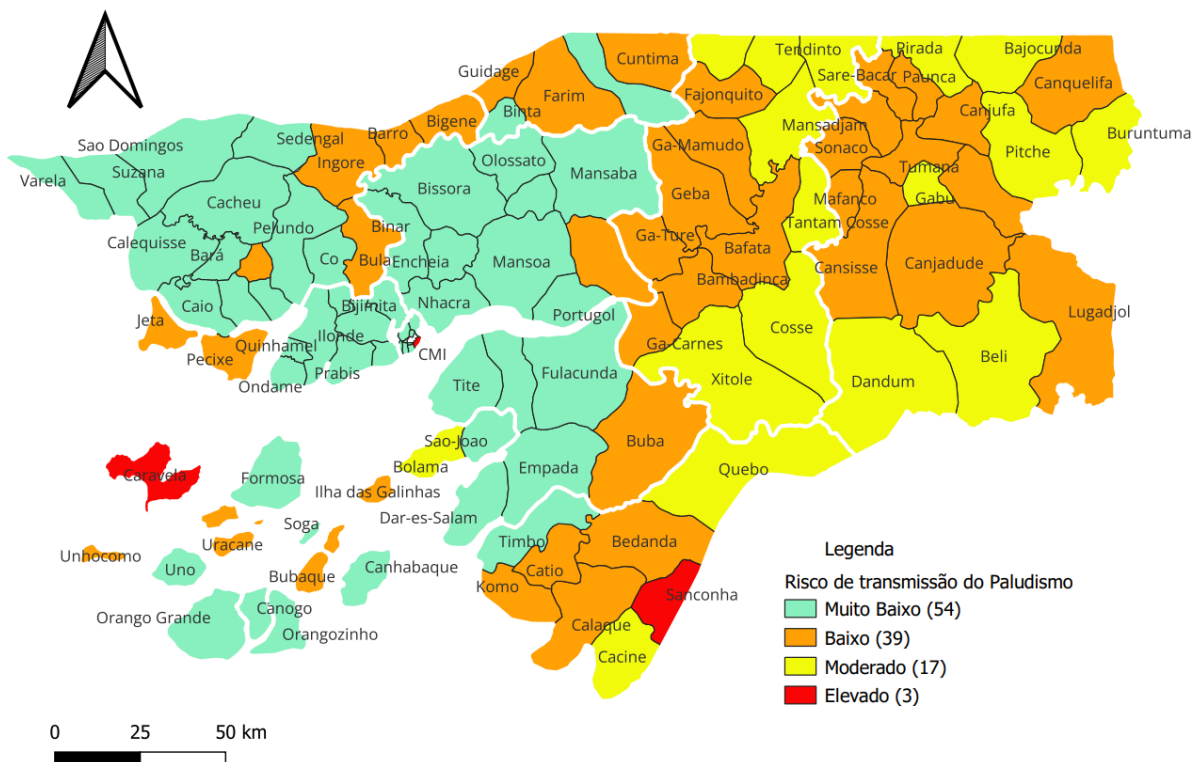 Cuntima
Tendinto
Pirada
Bajocunda
Guidage
Sare-Bacar
Paunca
Canquelifa
Farim
Fajonquito
Binta
Canjufa
Bigene
Mansadjam
Buruntuma
Barro
Sedengal
Sao Domingos
Ga-Mamudo
Sonaco
Pitche
Ingore
Olossato
Suzana
Mansaba
Tumana
Varela
Bissora
Geba
Mafanco
Gabu
Cacheu
Pelundo
Binar
Tantam
Cosse
Calequisse
Ga-Ture
Bafata
Bará
Co
Bula
Encheia
Mansoa
Cansisse
Canjadude
Bambadinca
Caio
Bijimita
Nhacra
Lugadjol
Jeta
Portugol
Quinhamel
Ilonde
Cosse
Pecixe
CMI
Ga-Carnes
Beli
Ondame
Prabis
Tite
Fulacunda
Xitole
Dandum
Sao-Joao
Buba
Bolama
Empada
Quebo
Caravela
Formosa
Ilha das Galinhas
Dar-es-Salam
Soga
Timbo
Bedanda
Unhocomo
Uracane
Uno
Bubaque
Canhabaque
Catio
Komo
Sanconha
Orango Grande
Canogo
Orangozinho
Calaque
Cacine
Legenda
Risco de transmissão do Paludismo
Muito Baixo (54)
Baixo (39)
Moderado (17)
Elevado (3)
0 25 50 km